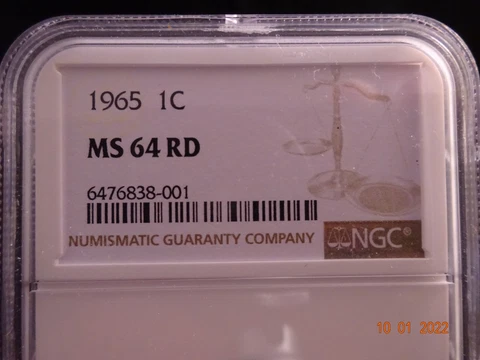 1965 1C
MS 64 RD
6476838-001
NUMISMATIC GUARANTY COMPANY
NGC®
10 01 2022